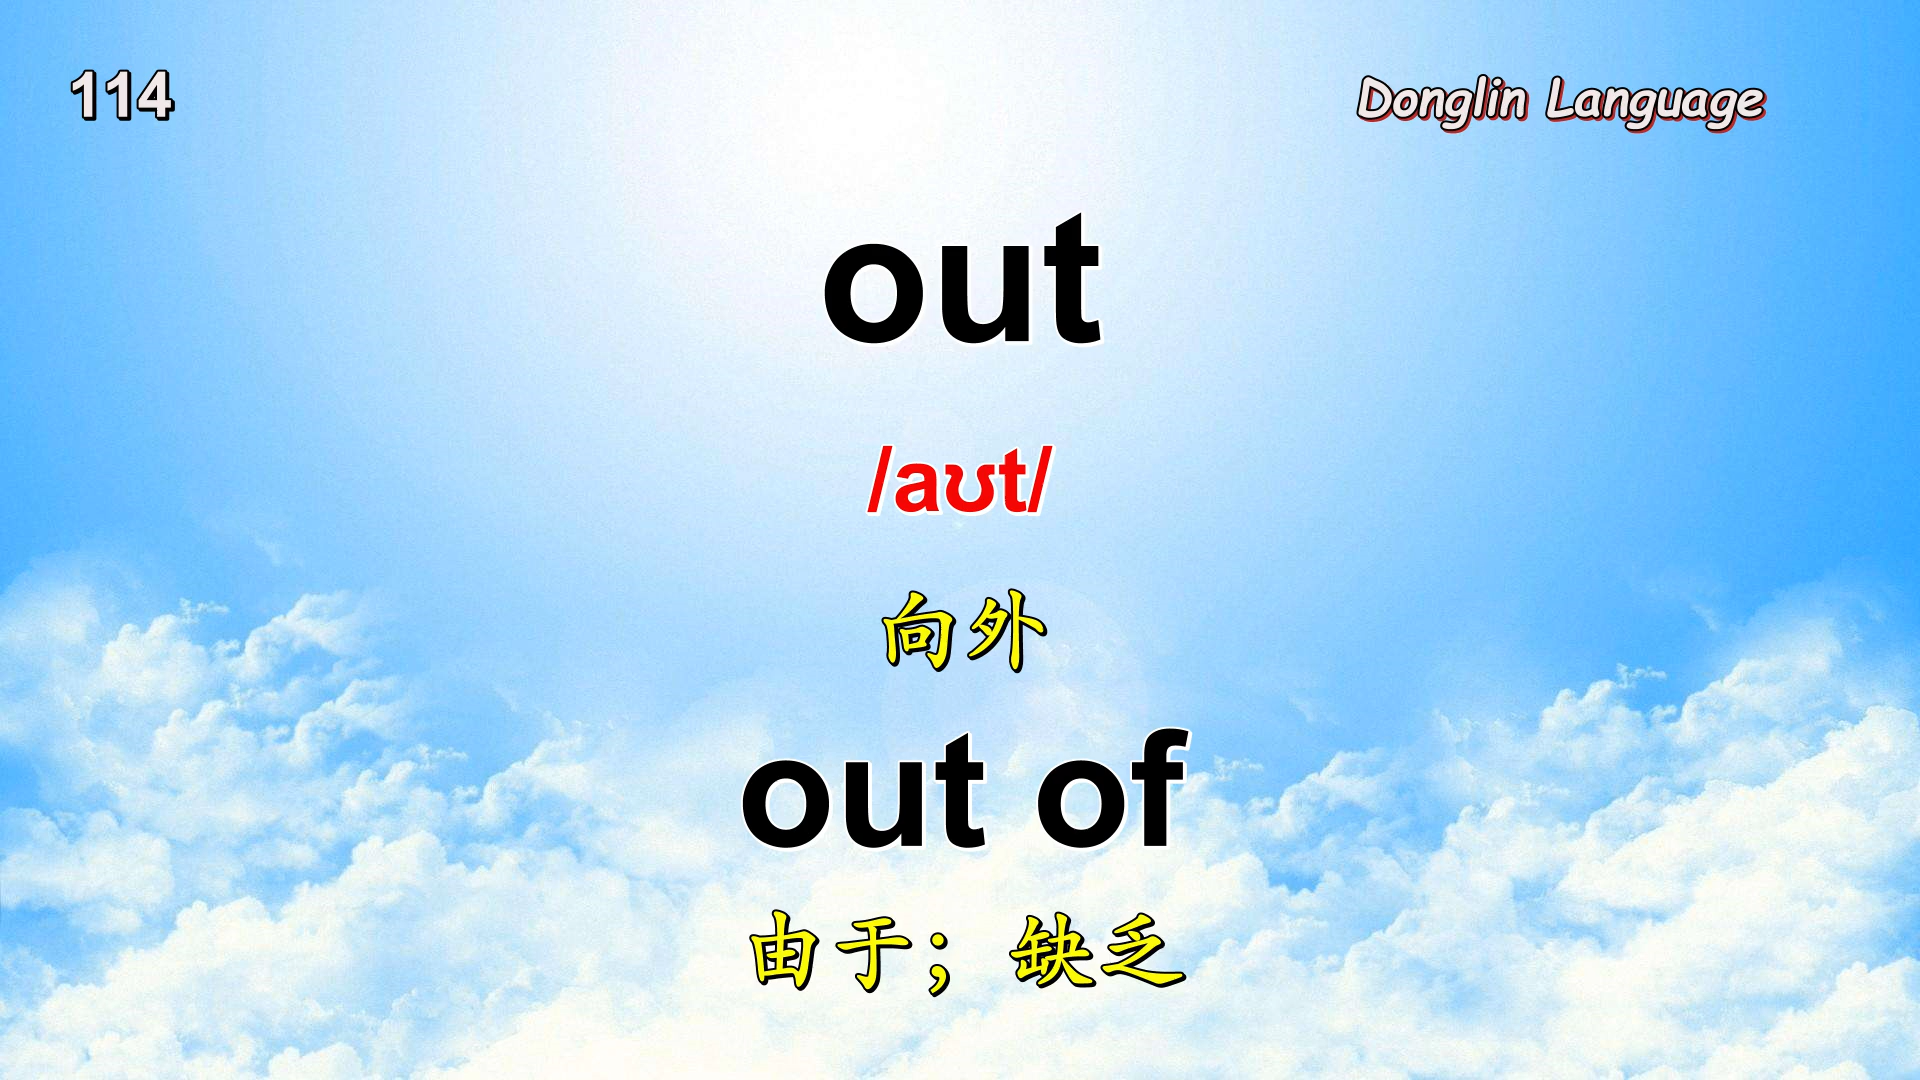 114
Donglin Language
out
/aʊt/
向外
out of
由于；缺乏